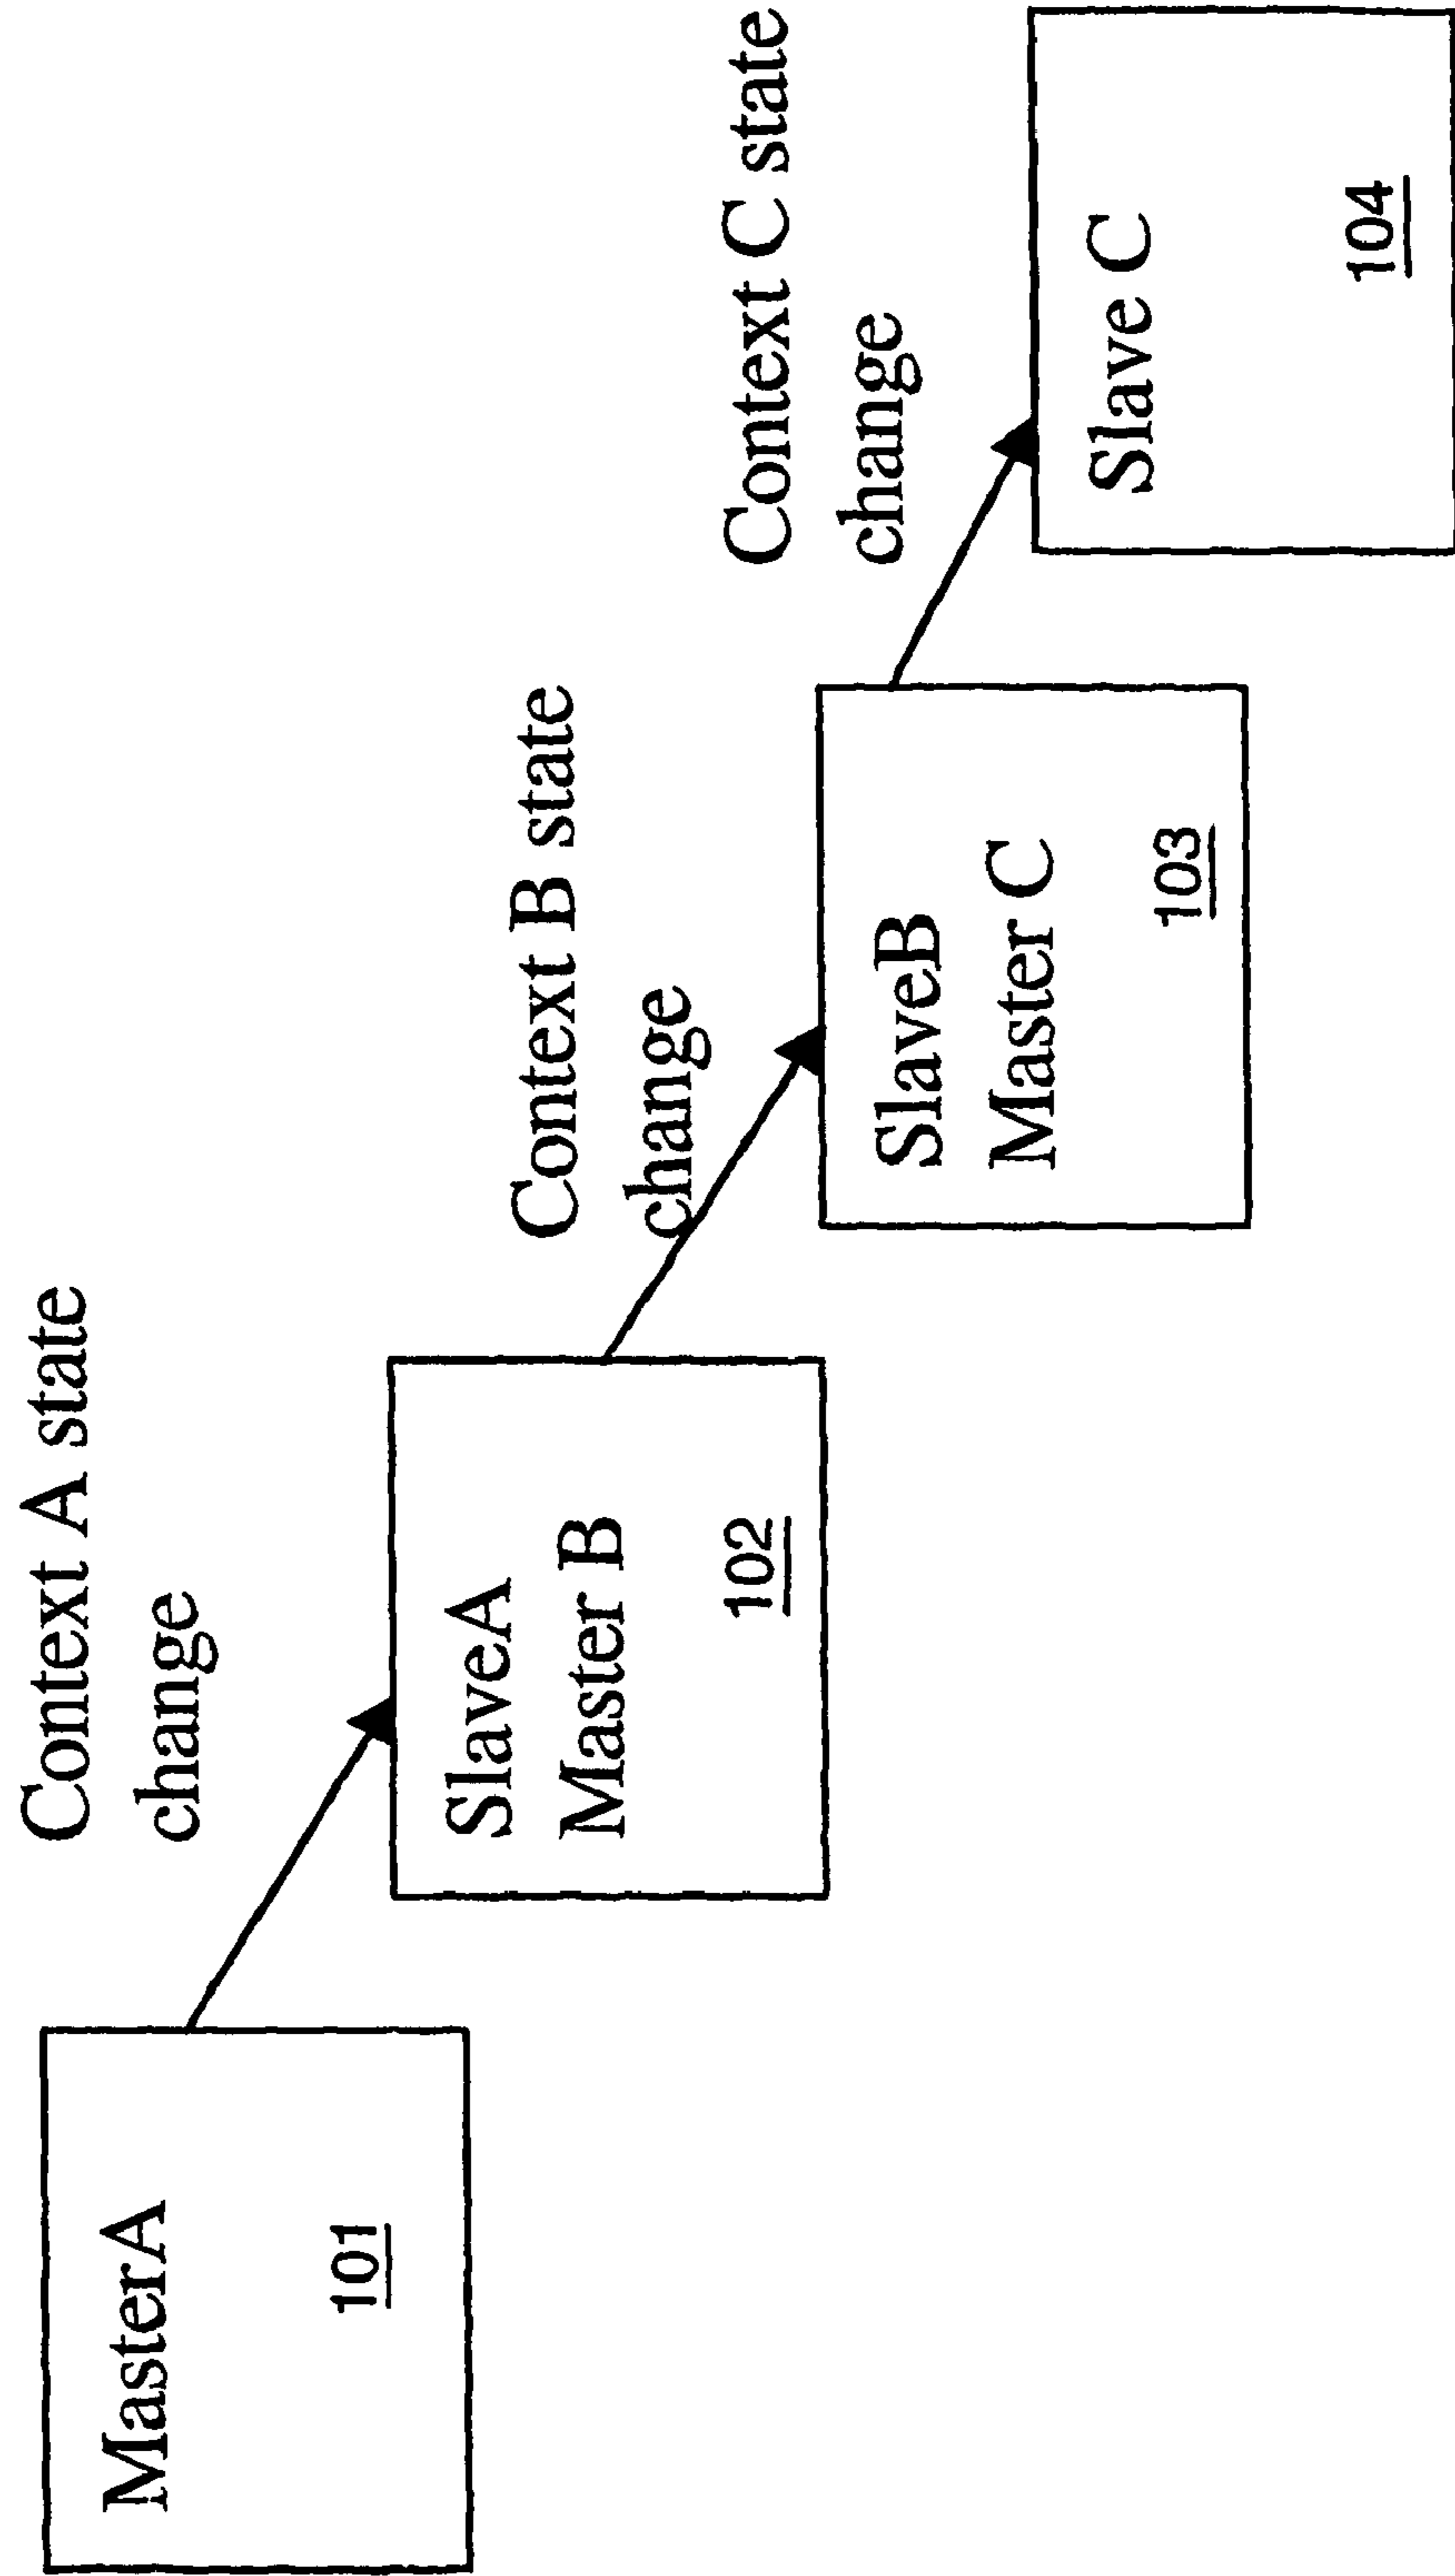 MasterA
101
Context A state
change
SlaveA
Master B
102
Context B state
change
SlaveB
Master C
103
Context C state
change
Slave C
104